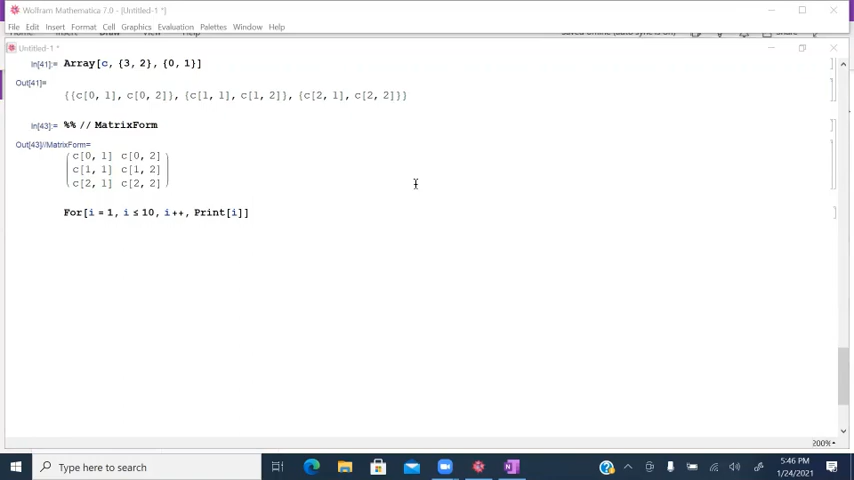 Wolfram Mathematica 7.0 - [Untitled-1 *]
File Edit Insert Format Cell Graphics Evaluation Palettes Window Help
Untitled-1 *
In[41]:= Array[c, {3, 2}, {0, 1}]
Out[41]=
{{c[0, 1], c[0, 2]}, {c[1, 1], c[1, 2]}, {c[2, 1], c[2, 2]}}
In[43]:= %% // MatrixForm
Out[43]//MatrixForm=
c[0, 1] c[0, 2]
c[1, 1] c[1, 2]
c[2, 1] c[2, 2]
For[i = 1, i ≤ 10, i++, Print[i]]
200%
Type here to search
5:46 PM
1/24/2021